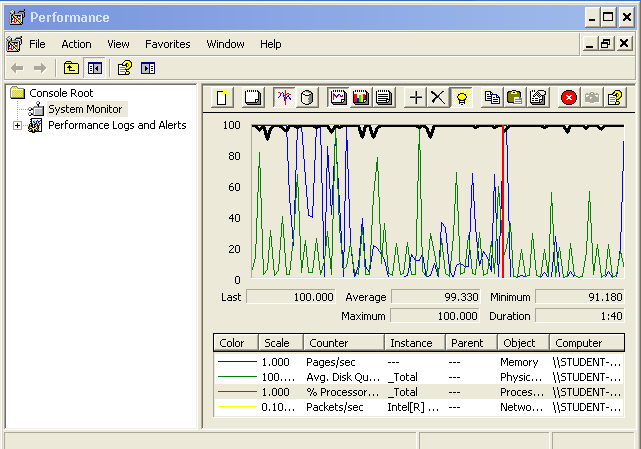 Performance
File Action View Favorites Window Help
Console Root
System Monitor
Performance Logs and Alerts
100
80
60
40
20
0
Last 100.000 Average 99.330 Minimum 91.180
Maximum 100.000 Duration 1:40
Color Scale Counter Instance Parent Object Computer
1.000 Pages/sec --- --- Memory \\STUDENT-...
100.... Avg. Disk Qu... _Total --- Physic... \\STUDENT-...
1.000 % Processor... _Total --- Proces... \\STUDENT-...
0.10... Packets/sec Intel[R] ... --- Netwo... \\STUDENT-...